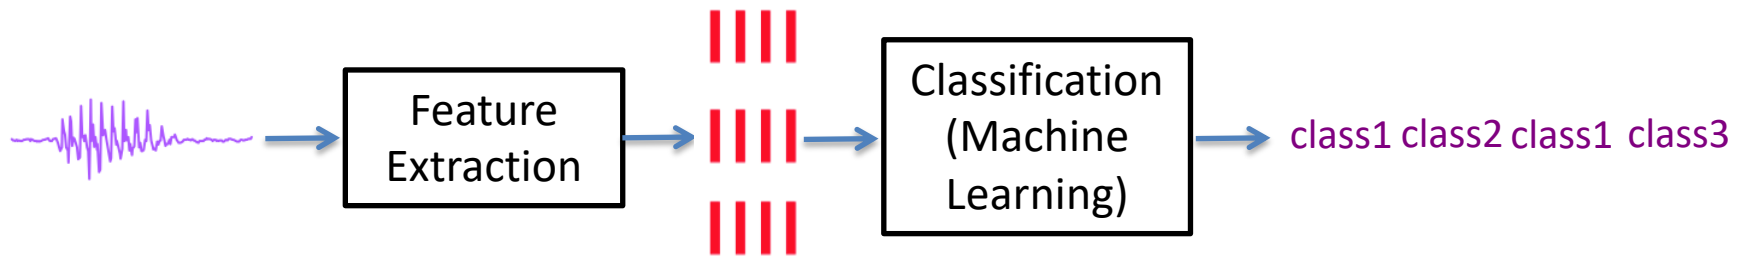 Feature
Extraction
Classification
(Machine
Learning)
class1 class2 class1 class3